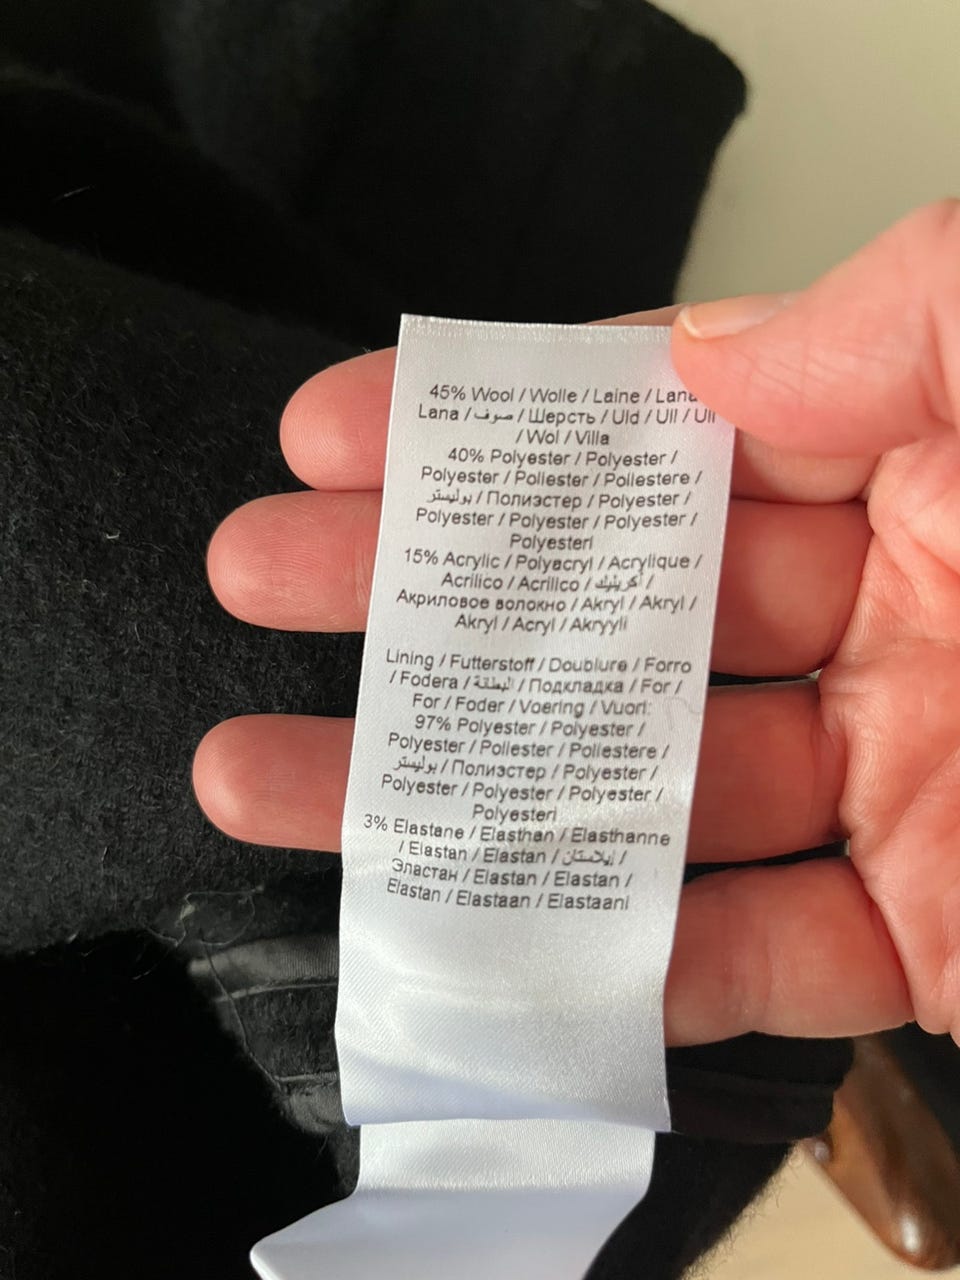 45% Wool / Wolle / Laine / Lana
Lana / صوف / Шерсть / Uld / Ull / Ull
/ Wol / Villa
40% Polyester / Polyester /
Polyester / Poliester / Poliestere /
بوليستر / Полиэстер / Polyester /
Polyester / Polyester / Polyester /
Polyesteri
15% Acrylic / Polyacryl / Acrylique /
Acrilico / Acrilico / أكريليك /
Акриловое волокно / Akryl / Akryl /
Akryl / Acryl / Akryyli
Lining / Futterstoff / Doublure / Forro
/ Fodera / البطانة / Подкладка / For /
For / Foder / Voering / Vuori:
97% Polyester / Polyester /
Polyester / Poliester / Poliestere /
بوليستر / Полиэстер / Polyester /
Polyester / Polyester / Polyester /
Polyesteri
3% Elastane / Elasthan / Elasthanne
/ Elastan / Elastan / إيلاستان /
Эластан / Elastan / Elastan /
Elastan / Elastaan / Elastaani